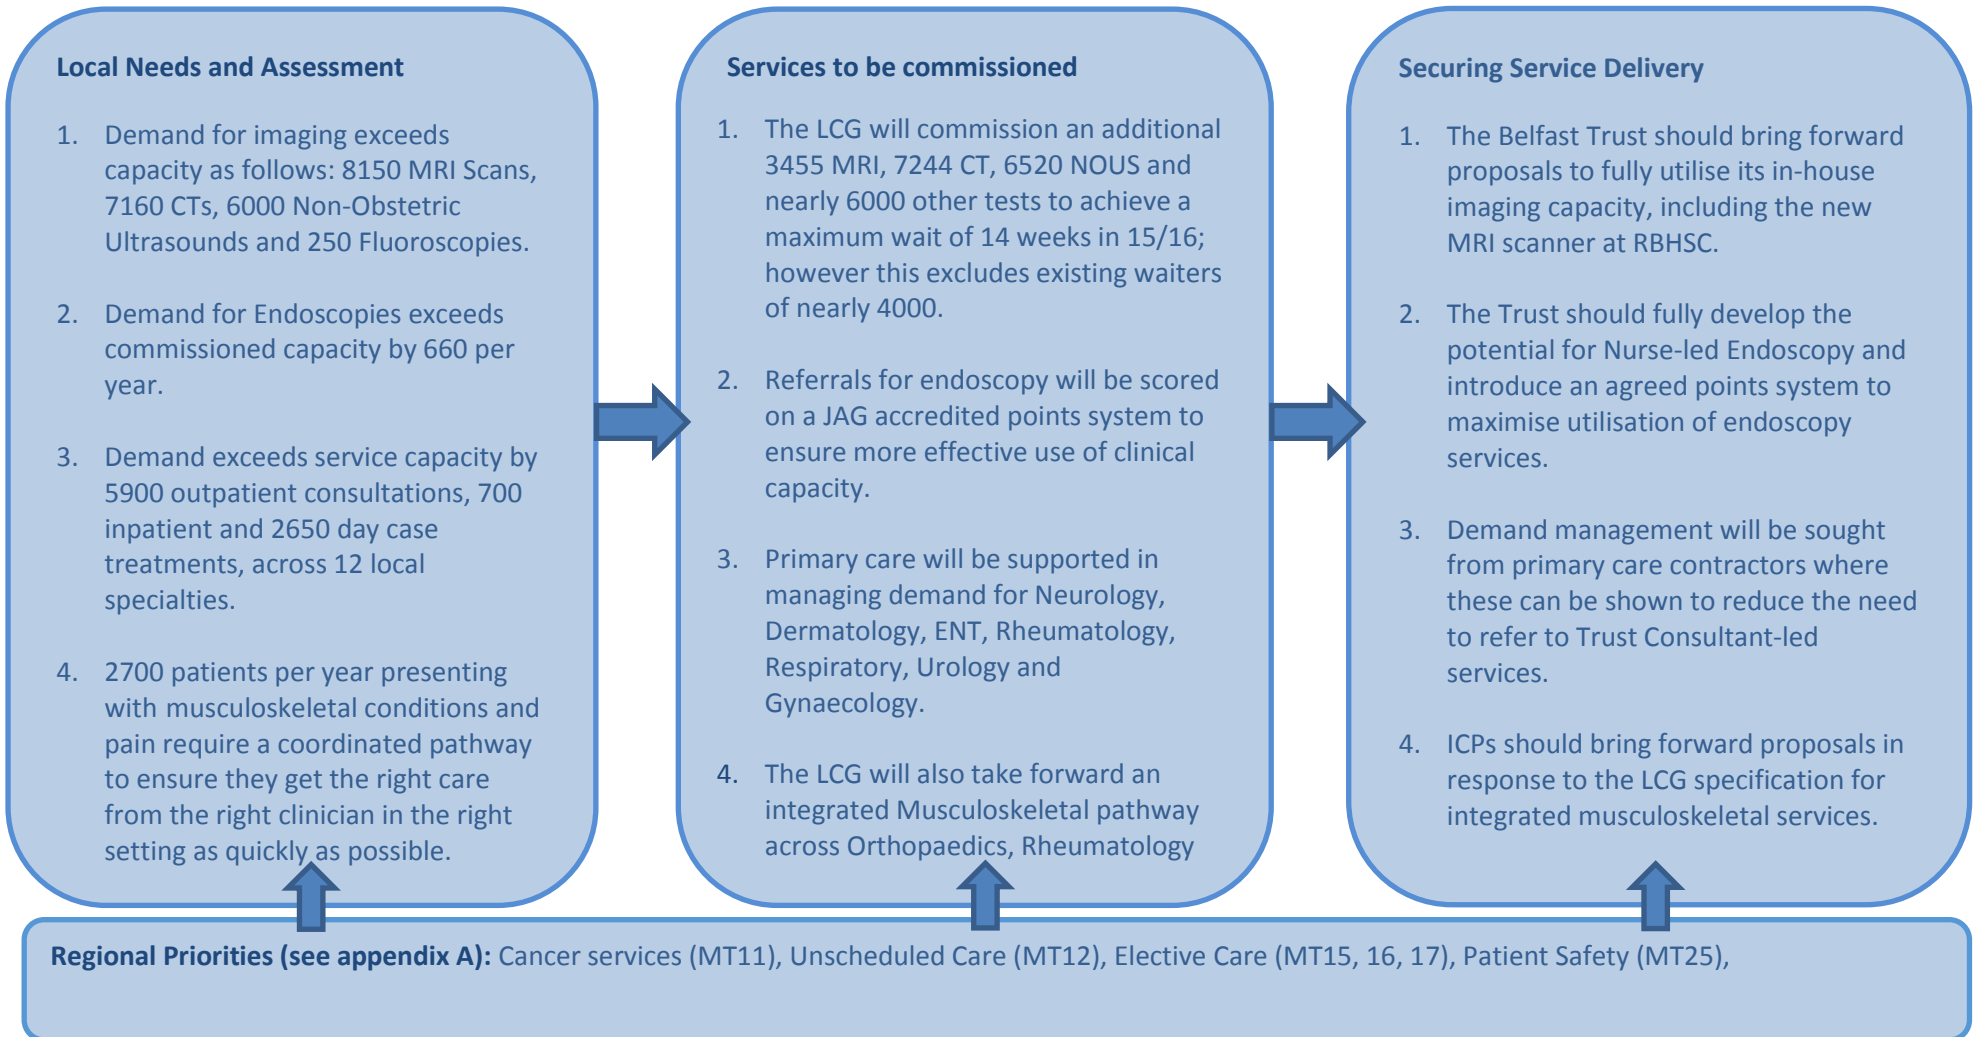 Local Needs and Assessment
1. Demand for imaging exceeds
capacity as follows: 8150 MRI Scans,
7160 CTs, 6000 Non-Obstetric
Ultrasounds and 250 Fluoroscopies.
2. Demand for Endoscopies exceeds
commissioned capacity by 660 per
year.
3. Demand exceeds service capacity by
5900 outpatient consultations, 700
inpatient and 2650 day case
treatments, across 12 local
specialties.
4. 2700 patients per year presenting
with musculoskeletal conditions and
pain require a coordinated pathway
to ensure they get the right care
from the right clinician in the right
setting as quickly as possible.
Services to be commissioned
1. The LCG will commission an additional
3455 MRI, 7244 CT, 6520 NOUS and
nearly 6000 other tests to achieve a
maximum wait of 14 weeks in 15/16;
however this excludes existing waiters
of nearly 4000.
2. Referrals for endoscopy will be scored
on a JAG accredited points system to
ensure more effective use of clinical
capacity.
3. Primary care will be supported in
managing demand for Neurology,
Dermatology, ENT, Rheumatology,
Respiratory, Urology and
Gynaecology.
4. The LCG will also take forward an
integrated Musculoskeletal pathway
across Orthopaedics, Rheumatology
Securing Service Delivery
1. The Belfast Trust should bring forward
proposals to fully utilise its in-house
imaging capacity, including the new
MRI scanner at RBHSC.
2. The Trust should fully develop the
potential for Nurse-led Endoscopy and
introduce an agreed points system to
maximise utilisation of endoscopy
services.
3. Demand management will be sought
from primary care contractors where
these can be shown to reduce the need
to refer to Trust Consultant-led
services.
4. ICPs should bring forward proposals in
response to the LCG specification for
integrated musculoskeletal services.
Regional Priorities (see appendix A): Cancer services (MT11), Unscheduled Care (MT12), Elective Care (MT15, 16, 17), Patient Safety (MT25),